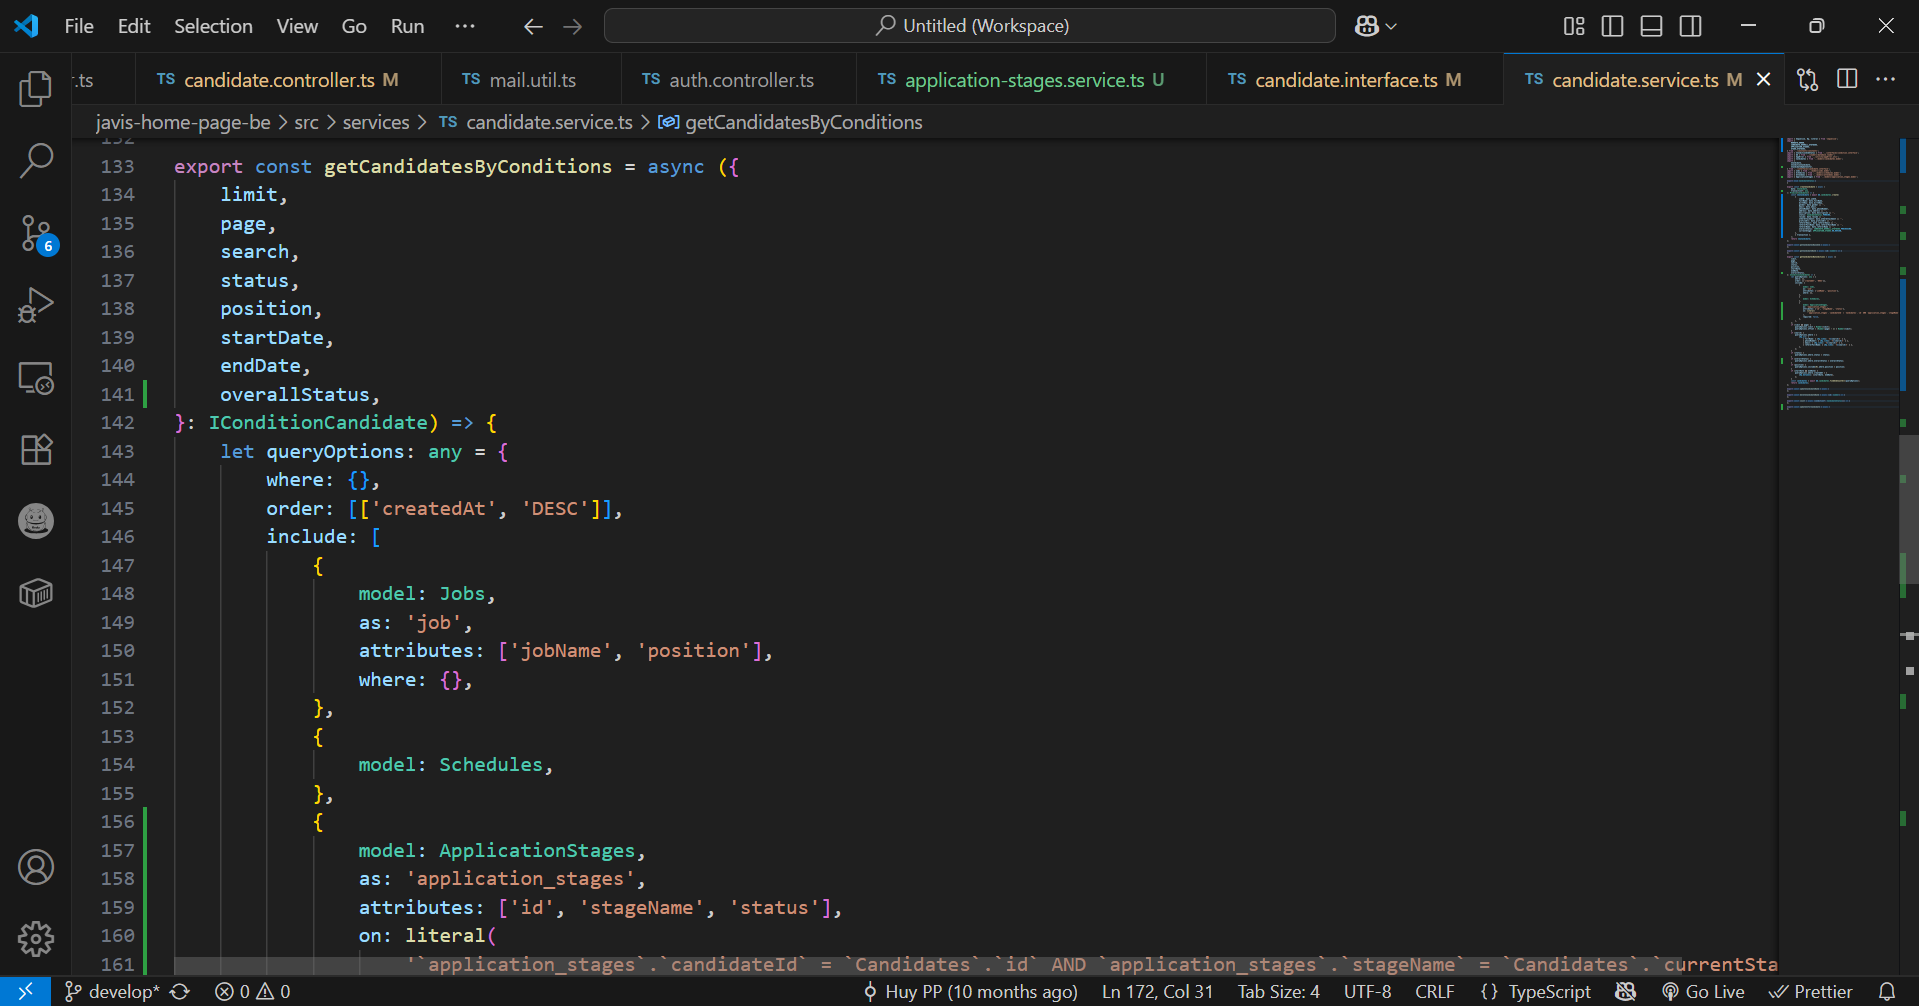 File Edit Selection View Go Run ··· Untitled (Workspace)
r.ts TS candidate.controller.ts M TS mail.util.ts TS auth.controller.ts TS application-stages.service.ts U TS candidate.interface.ts M TS candidate.service.ts M
javis-home-page-be > src > services > TS candidate.service.ts > getCandidatesByConditions
132
133 export const getCandidatesByConditions = async ({
134 limit,
135 page,
136 search,
137 status,
138 position,
139 startDate,
140 endDate,
141 overallStatus,
142 }: IConditionCandidate) => {
143 let queryOptions: any = {
144 where: {},
145 order: [['createdAt', 'DESC']],
146 include: [
147 {
148 model: Jobs,
149 as: 'job',
150 attributes: ['jobName', 'position'],
151 where: {},
152 },
153 {
154 model: Schedules,
155 },
156 {
157 model: ApplicationStages,
158 as: 'application_stages',
159 attributes: ['id', 'stageName', 'status'],
160 on: literal(
161 '`application_stages`.`candidateId` = `Candidates`.`id` AND `application_stages`.`stageName` = `Candidates`.`currentSta
6
develop* 0 0 Huy PP (10 months ago) Ln 172, Col 31 Tab Size: 4 UTF-8 CRLF {} TypeScript Go Live Prettier